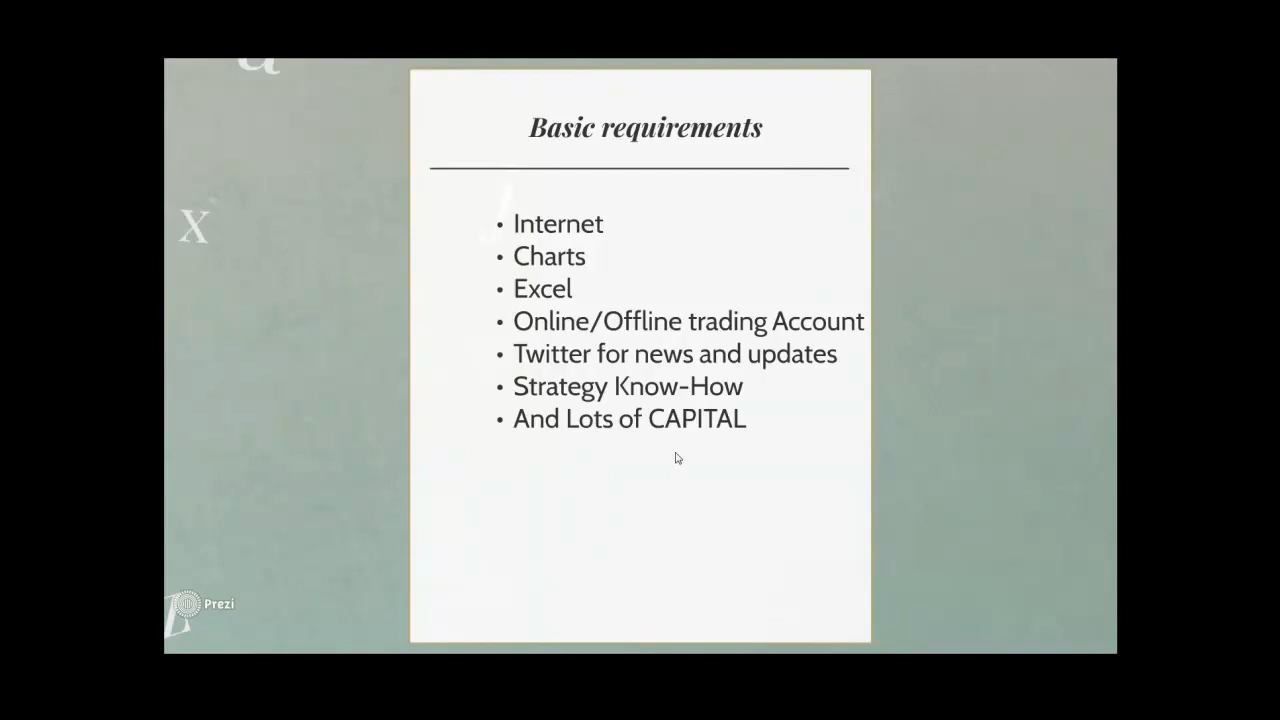 a
Basic requirements
x
• Internet
• Charts
• Excel
• Online/Offline trading Account
• Twitter for news and updates
• Strategy Know-How
• And Lots of CAPITAL
Prezi